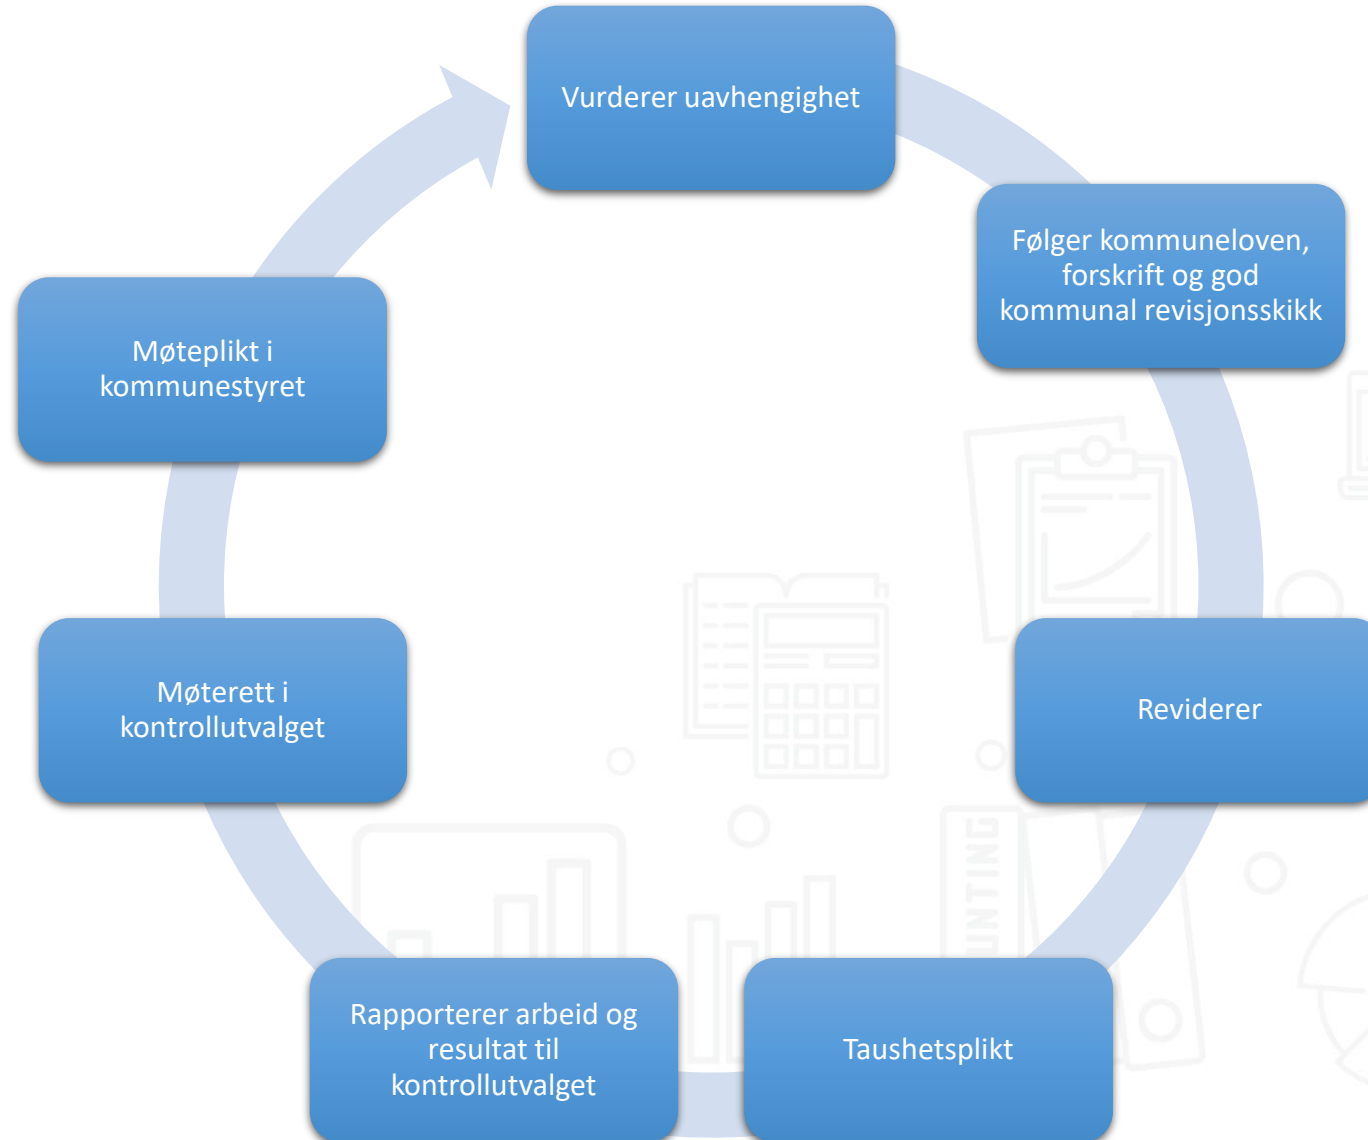 Vurderer uavhengighet
Følger kommuneloven,
forskrift og god
kommunal revisjonsskikk
Reviderer
Taushetsplikt
Rapporterer arbeid og
resultat til
kontrollutvalget
Møterett i
kontrollutvalget
Møteplikt i
kommunestyret
UNTING